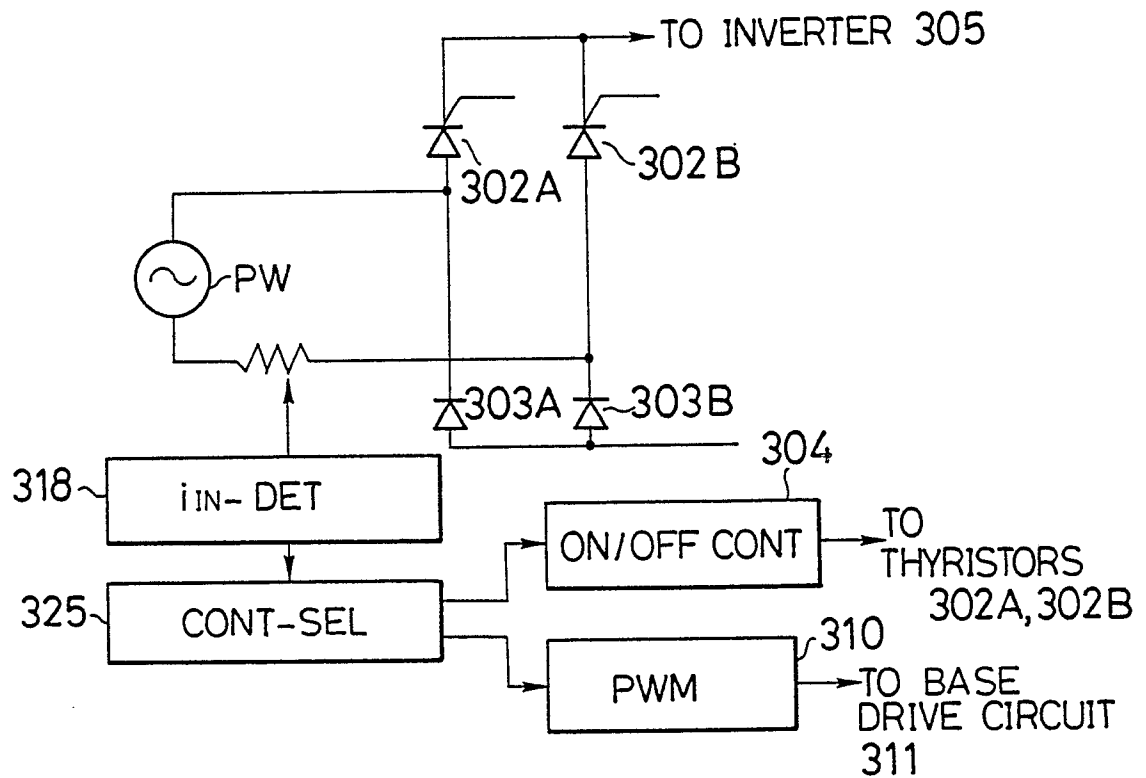 TO INVERTER 305
302A
302B
PW
303A
303B
304
318
iIN-DET
ON/OFF CONT
TO
THYRISTORS
302A, 302B
325
CONT-SEL
310
PWM
TO BASE
DRIVE CIRCUIT
311